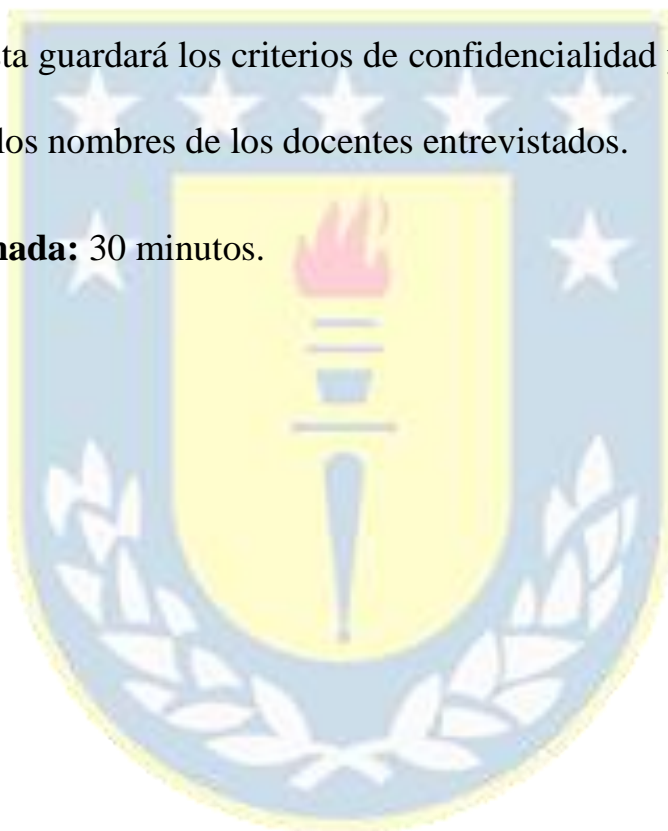 ta guardará los criterios de confidencialidad
los nombres de los docentes entrevistados.
nada: 30 minutos.